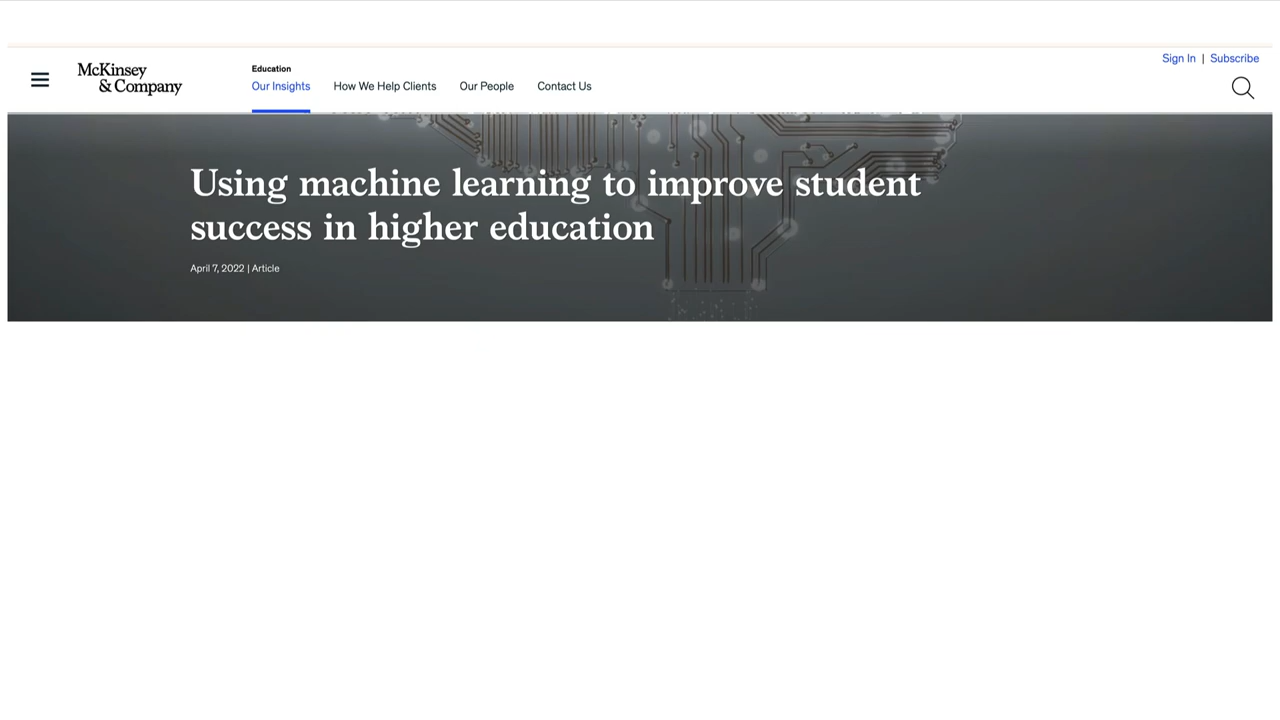 Sign In | Subscribe
McKinsey
& Company
Education
Our Insights How We Help Clients Our People Contact Us
Using machine learning to improve student
success in higher education
April 7, 2022 | Article